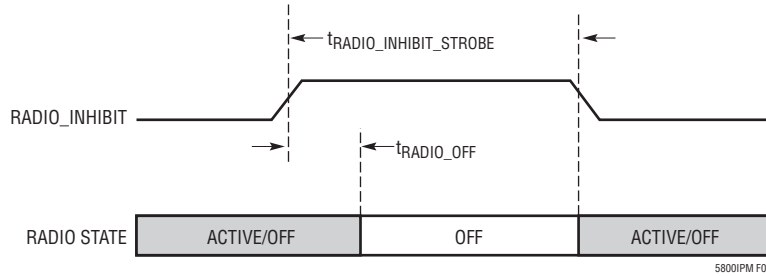 tRADIO_INHIBIT_STROBE
RADIO_INHIBIT
tRADIO_OFF
RADIO STATE ACTIVE/OFF OFF ACTIVE/OFF
5800IPM F0